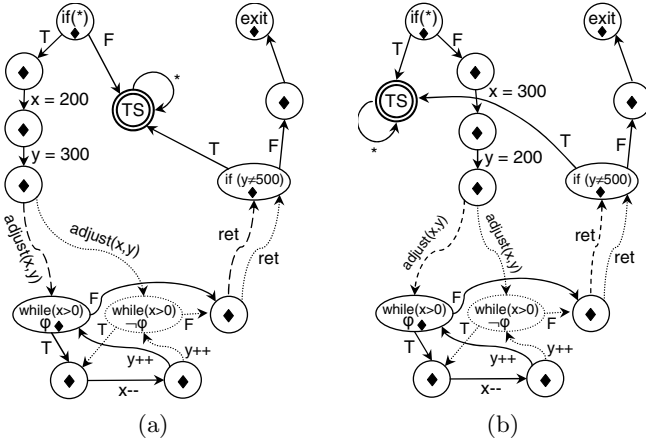 if(*)
T
F
x = 200
y = 300
TS
*
T
F
exit
if (y≠500)
adjust(x,y)
adjust(x,y)
ret
ret
while(x>0)
φ
F
while(x>0)
¬φ
F
T
T
y++
y++
x--
(a)
if(*)
T
F
x = 300
y = 200
TS
*
T
F
exit
if (y≠500)
adjust(x,y)
adjust(x,y)
ret
ret
while(x>0)
φ
F
while(x>0)
¬φ
F
T
T
y++
y++
x--
(b)